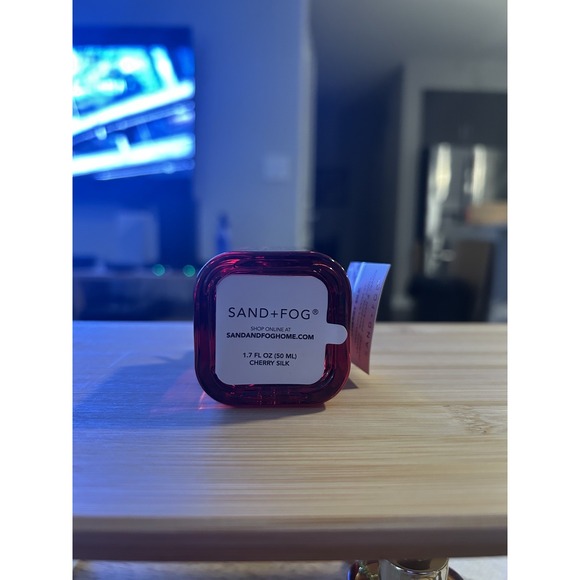 SAND+FOG®
SHOP ONLINE AT
SANDANDFOGHOME.COM
1.7 FL OZ (50 ML)
CHERRY SILK